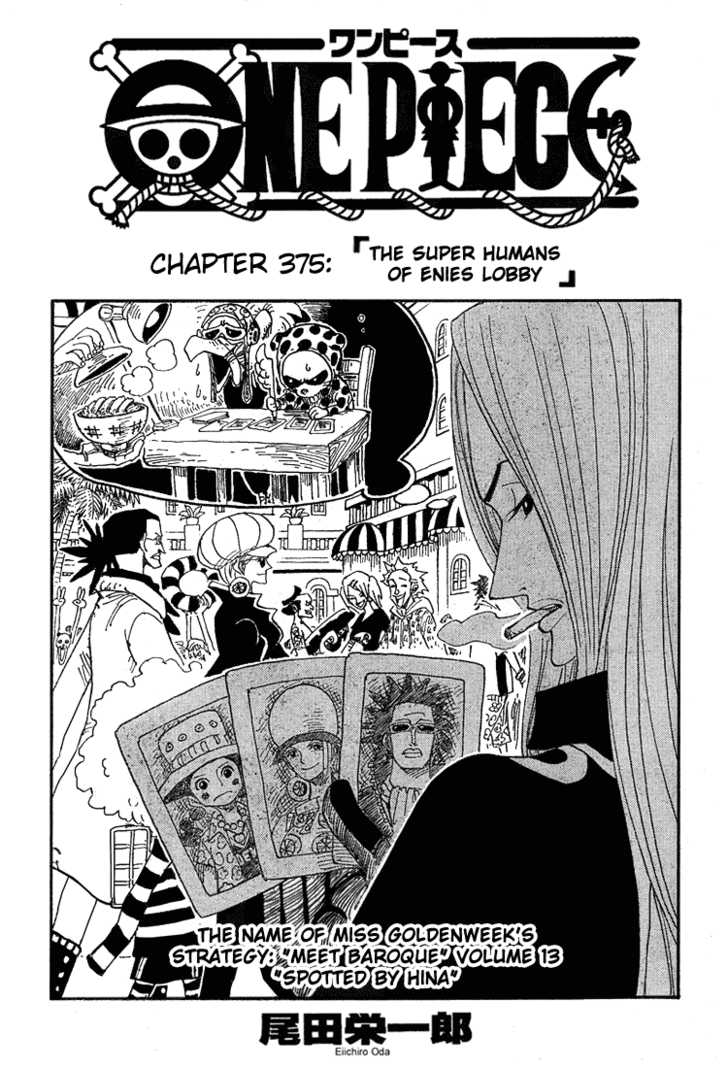 ワンピース
ONE PIECE
CHAPTER 375:
『THE SUPER HUMANS
OF ENIES LOBBY』
THE NAME OF MISS GOLDENWEEK'S
STRATEGY: "MEET BAROQUE" VOLUME 13
"SPOTTED BY HINA"
尾田栄一郎
Eiichiro Oda